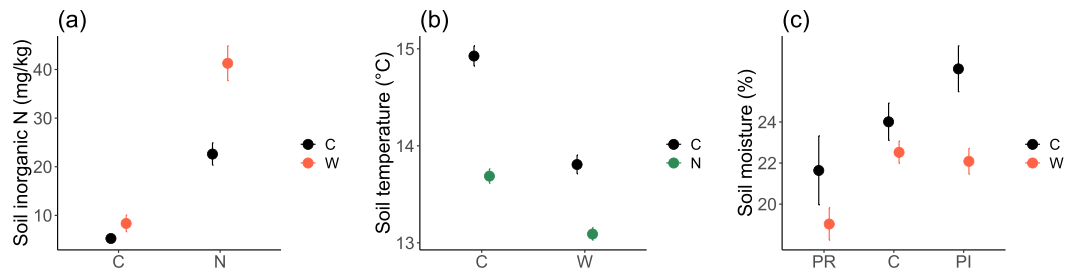 (a)
Soil inorganic N (mg/kg)
40
30
20
10
C
N
C
W
(b)
Soil temperature (°C)
15
14
13
C
W
C
N
(c)
Soil moisture (%)
24
22
20
PR
C
PI
C
W